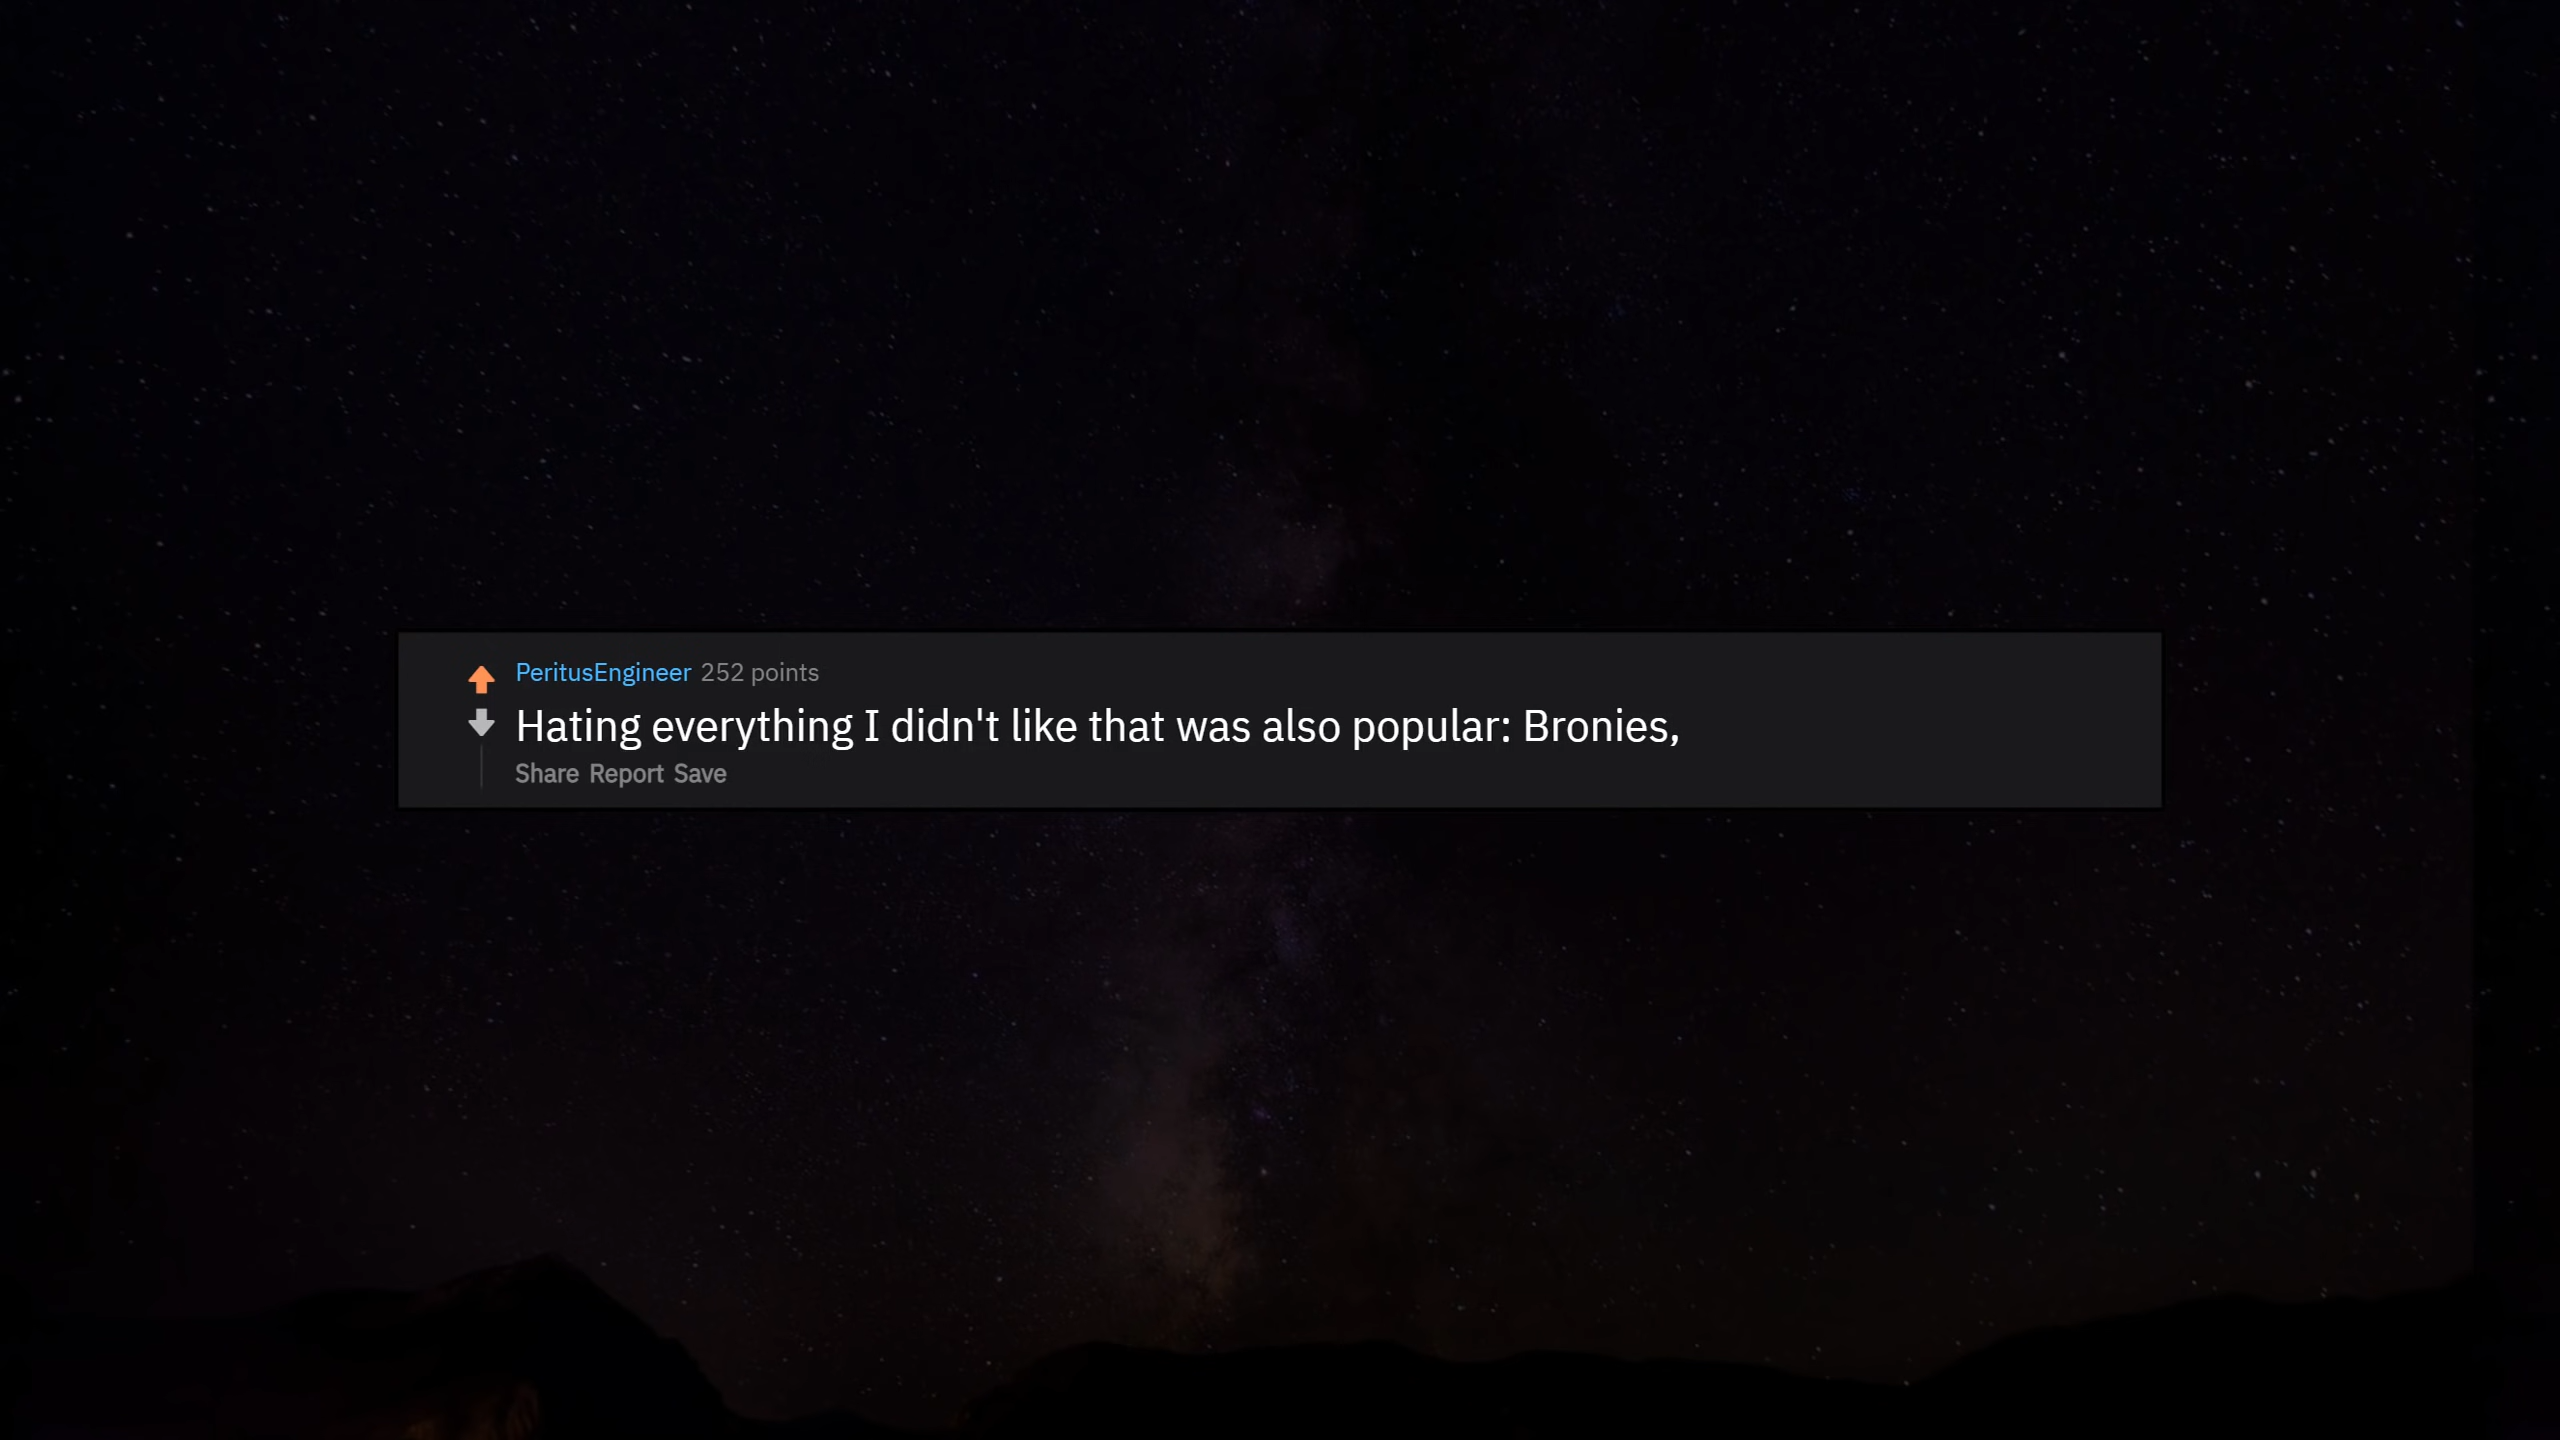 PeritusEngineer 252 points
Hating everything I didn't like that was also popular: Bronies,
Share Report Save